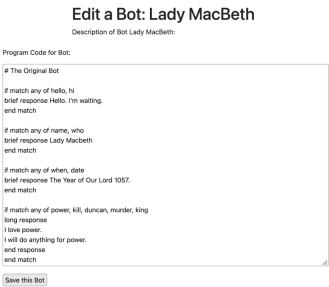 Edit a Bot: Lady MacBeth
Description of Bot Lady MacBeth:
Program Code for Bot:
# The Original Bot
if match any of hello, hi
brief response Hello. I'm waiting.
end match
if match any of name, who
brief response Lady Macbeth
end match
if match any of when, date
brief response The Year of Our Lord 1057.
end match
if match any of power, kill, duncan, murder, king
long response
I love power.
I will do anything for power.
end response
end match
Save this Bot